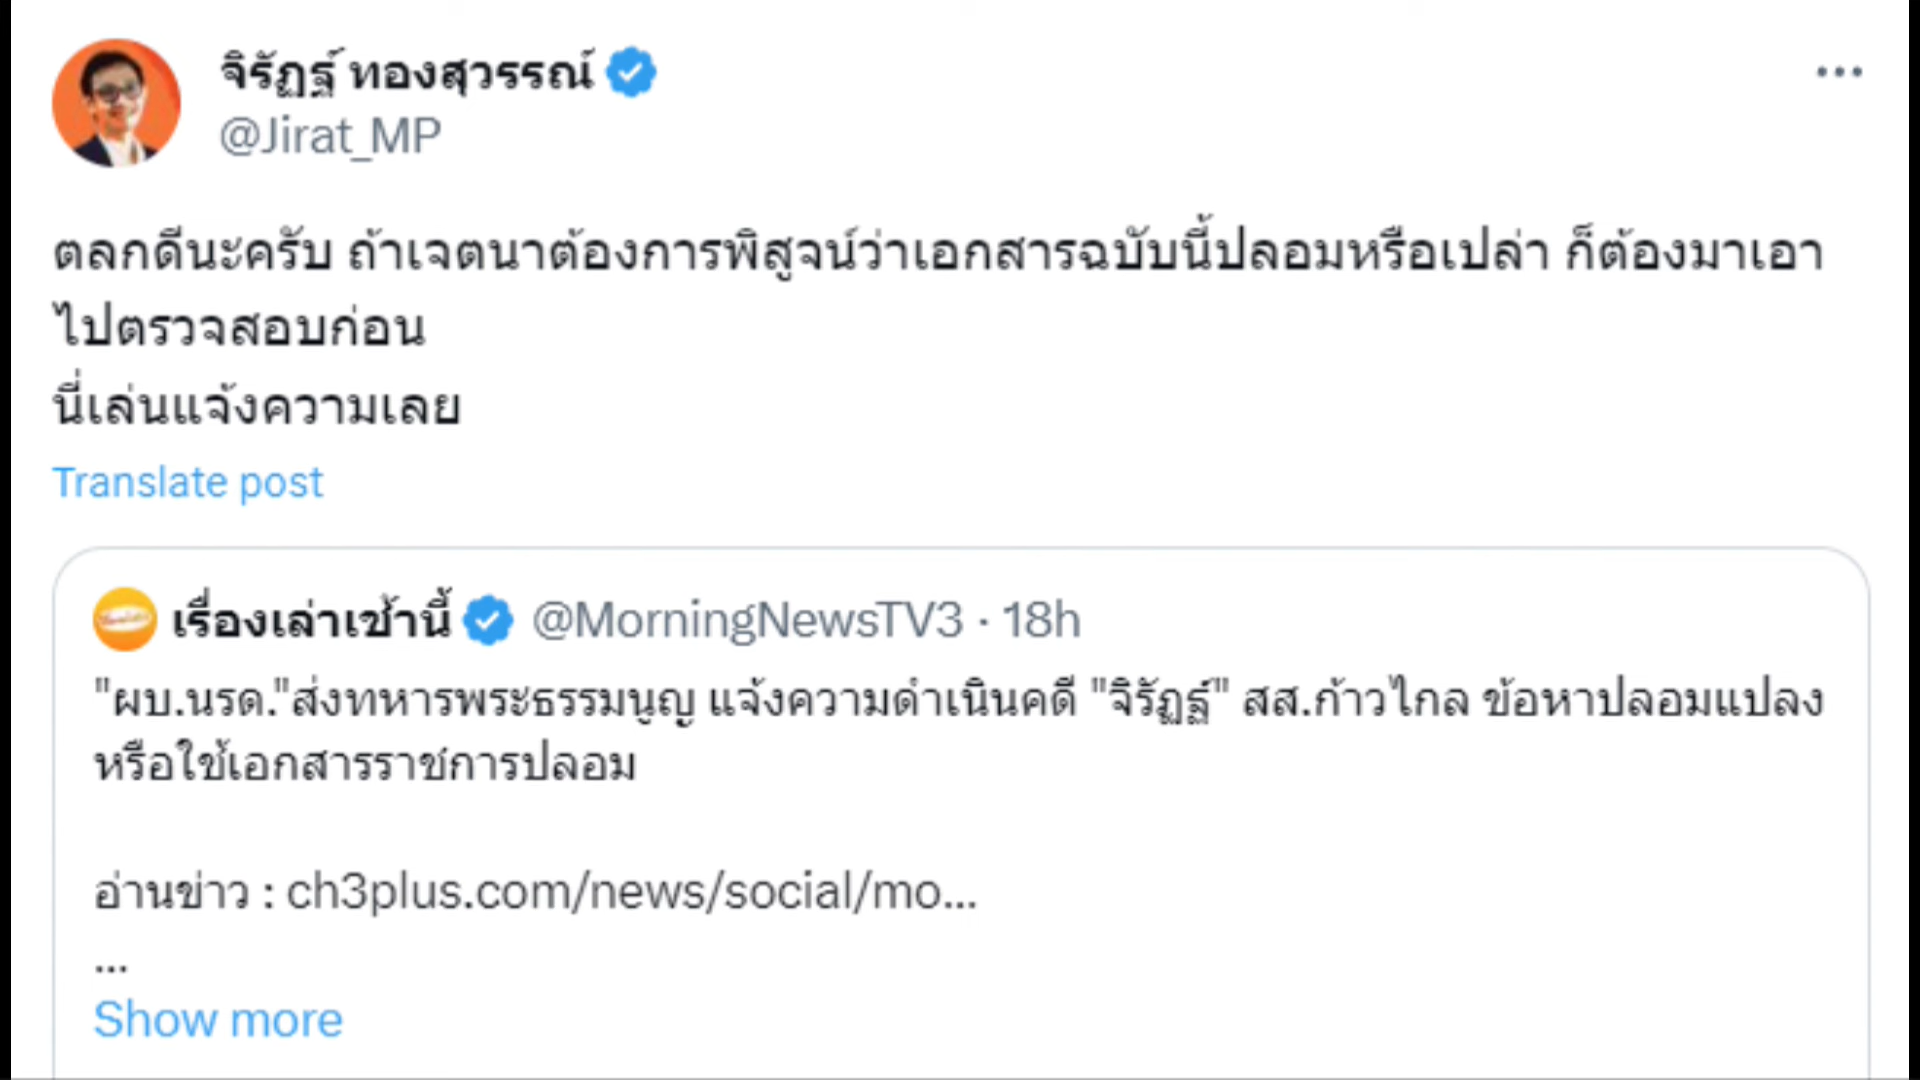 จิรัฏฐ์ ทองสุวรรณ์
@Jirat_MP
ตลกดีนะครับ ถ้าเจตนาต้องการพิสูจน์ว่าเอกสารฉบับนี้ปลอมหรือเปล่า ก็ต้องมาเอา
ไปตรวจสอบก่อน
นี่เล่นแจ้งความเลย
Translate post
เรื่องเล่าเช้านี้ @MorningNewsTV3 · 18h
"ผบ.นรด."ส่งทหารพระธรรมนูญ แจ้งความดำเนินคดี "จิรัฏฐ์" สส.ก้าวไกล ข้อหาปลอมแปลง
หรือใช้เอกสารราชการปลอม
อ่านข่าว : ch3plus.com/news/social/mo...
...
Show more